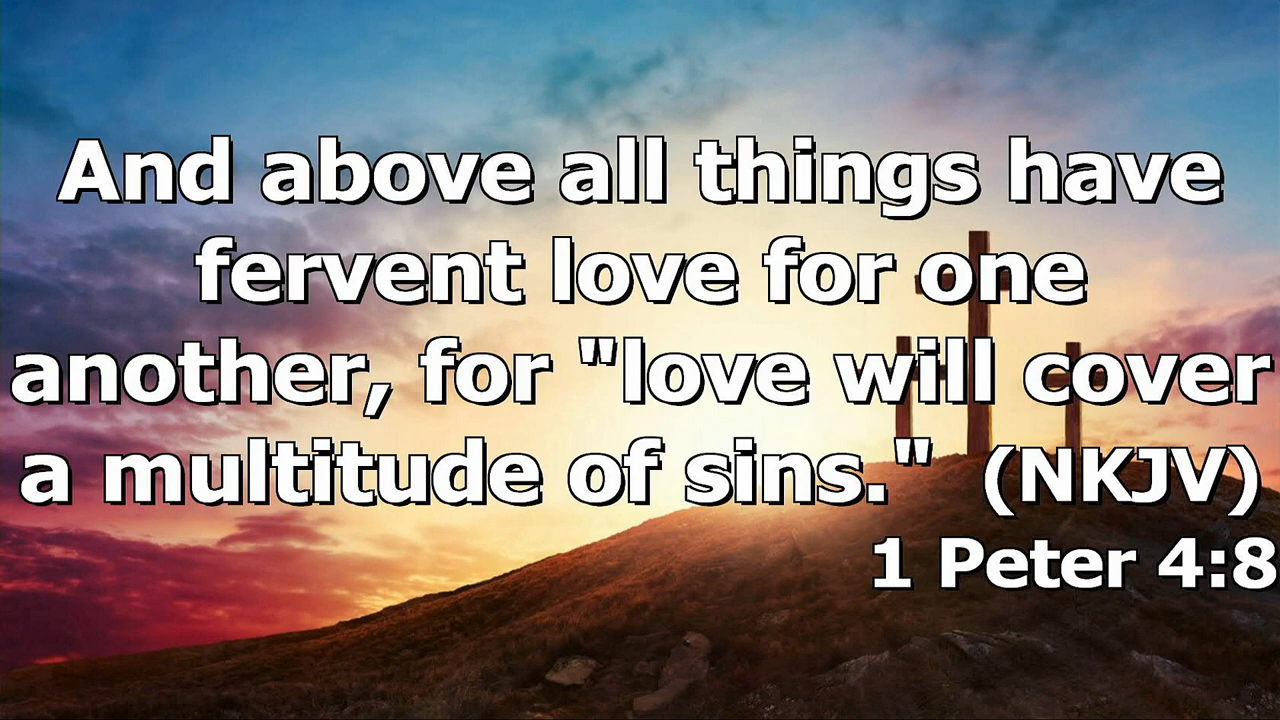 And above all things have
fervent love for one
another, for "love will cover
a multitude of sins." (NKJV)
1 Peter 4:8